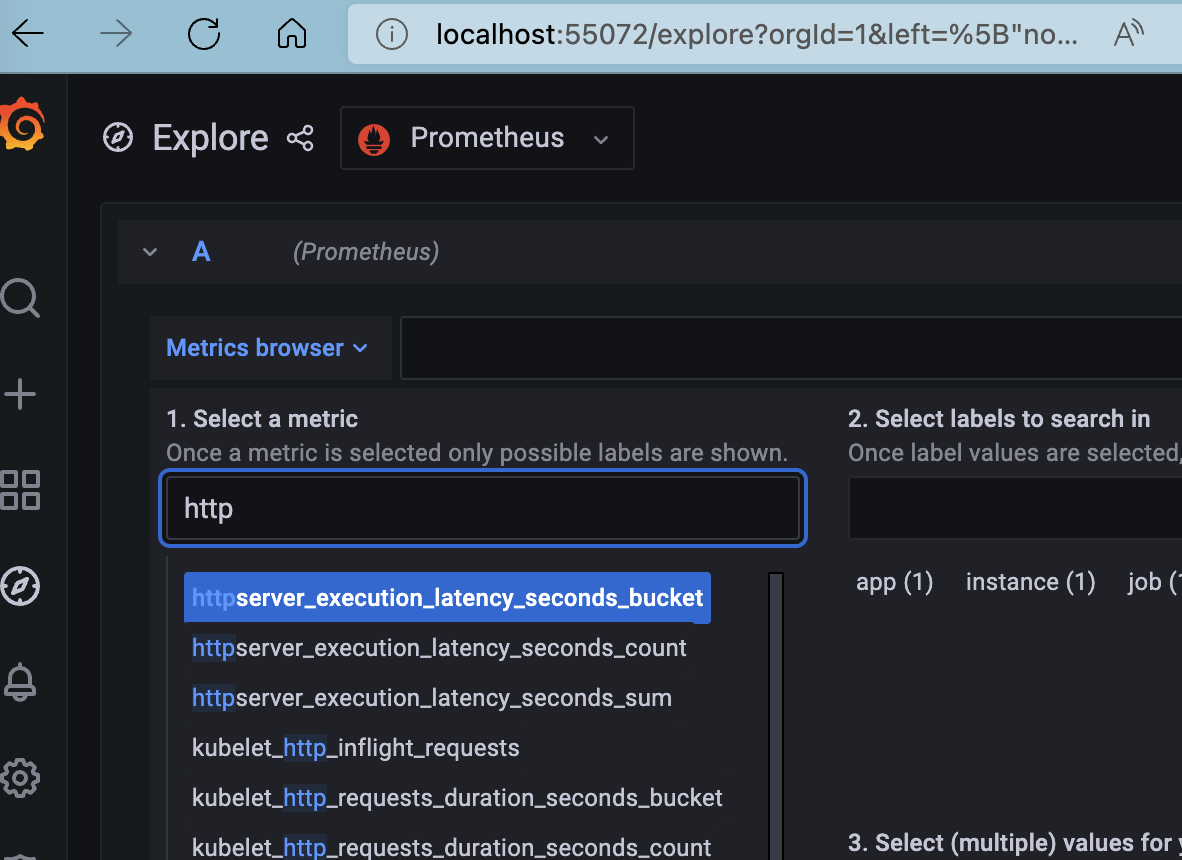 localhost:55072/explore?orgId=1&left=%5B"no...
Explore
Prometheus
A (Prometheus)
Metrics browser
1. Select a metric
Once a metric is selected only possible labels are shown.
http
httpserver_execution_latency_seconds_bucket
httpserver_execution_latency_seconds_count
httpserver_execution_latency_seconds_sum
kubelet_http_inflight_requests
kubelet_http_requests_duration_seconds_bucket
kubelet_http_requests_duration_seconds_count
2. Select labels to search in
Once label values are selected,
app (1) instance (1) job (1
3. Select (multiple) values for y